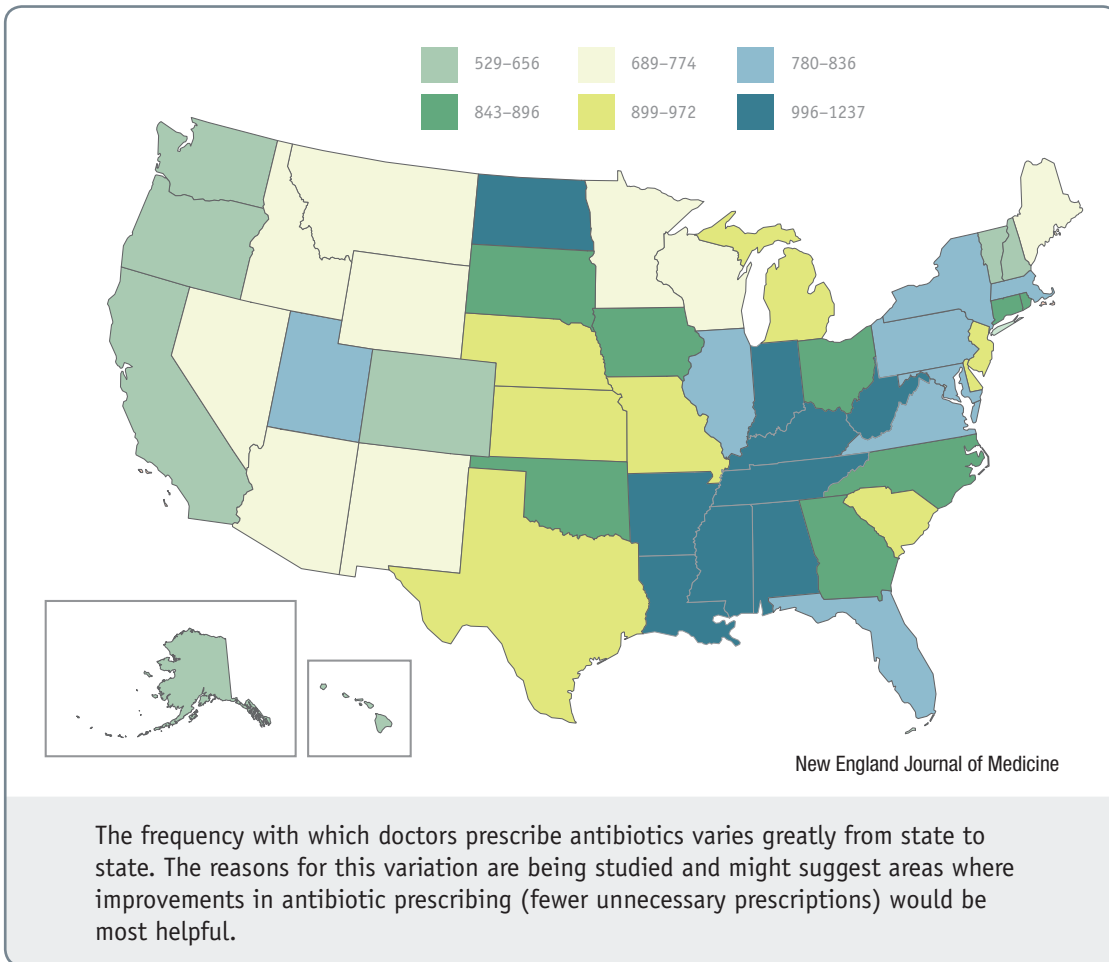 529–656
689–774
780–836
843–896
899–972
996–1237
New England Journal of Medicine
The frequency with which doctors prescribe antibiotics varies greatly from state to
state. The reasons for this variation are being studied and might suggest areas where
improvements in antibiotic prescribing (fewer unnecessary prescriptions) would be
most helpful.